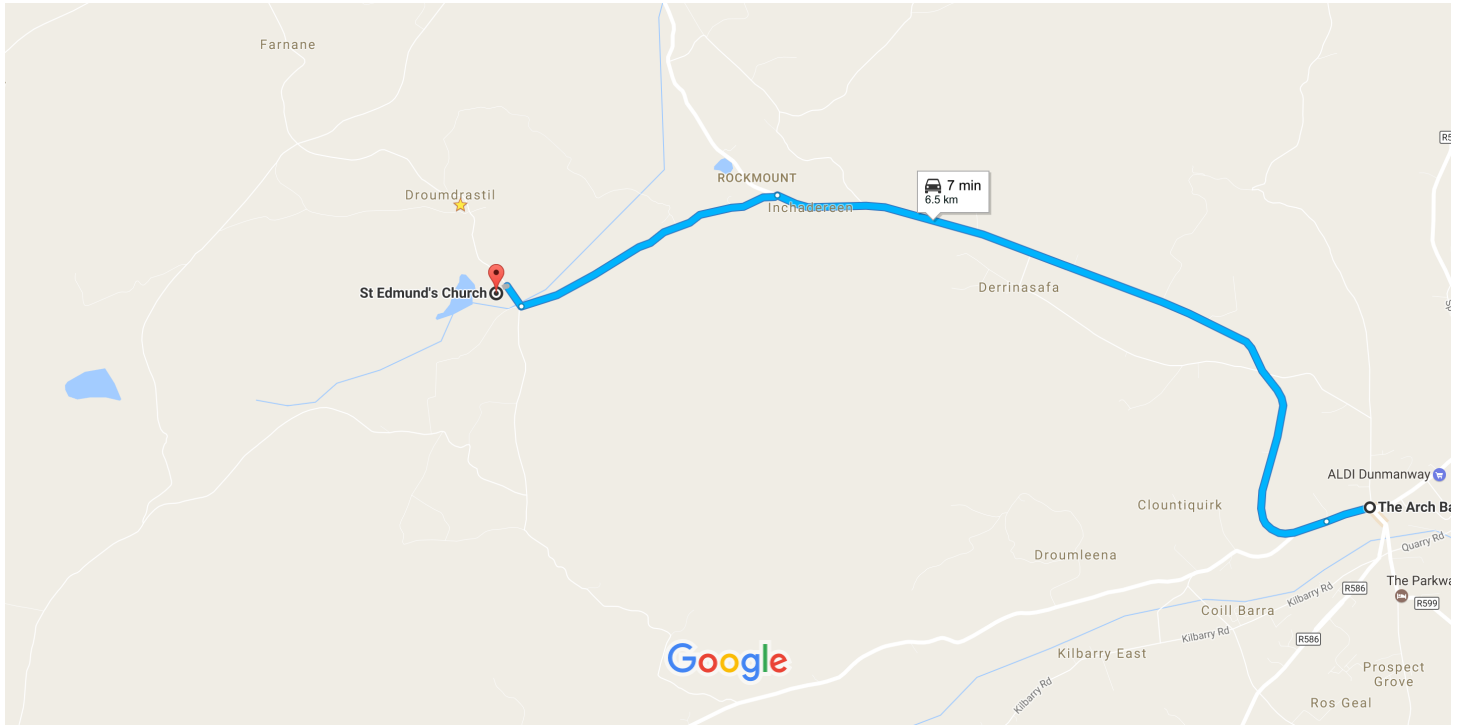 Farnane
R5
ROCKMOUNT
7 min
6.5 km
Droumdrastil
Inchadereen
St Edmund's Church
Derrinasafa
ALDI Dunmanway
Clountiquirk
The Arch Ba
Quarry Rd
Droumleena
The Parkwa
R586
Kilbarry Rd
R599
Coill Barra
Kilbarry Rd
R586
Kilbarry East
Google
Prospect
Grove
Kilbarry Rd
Ros Geal